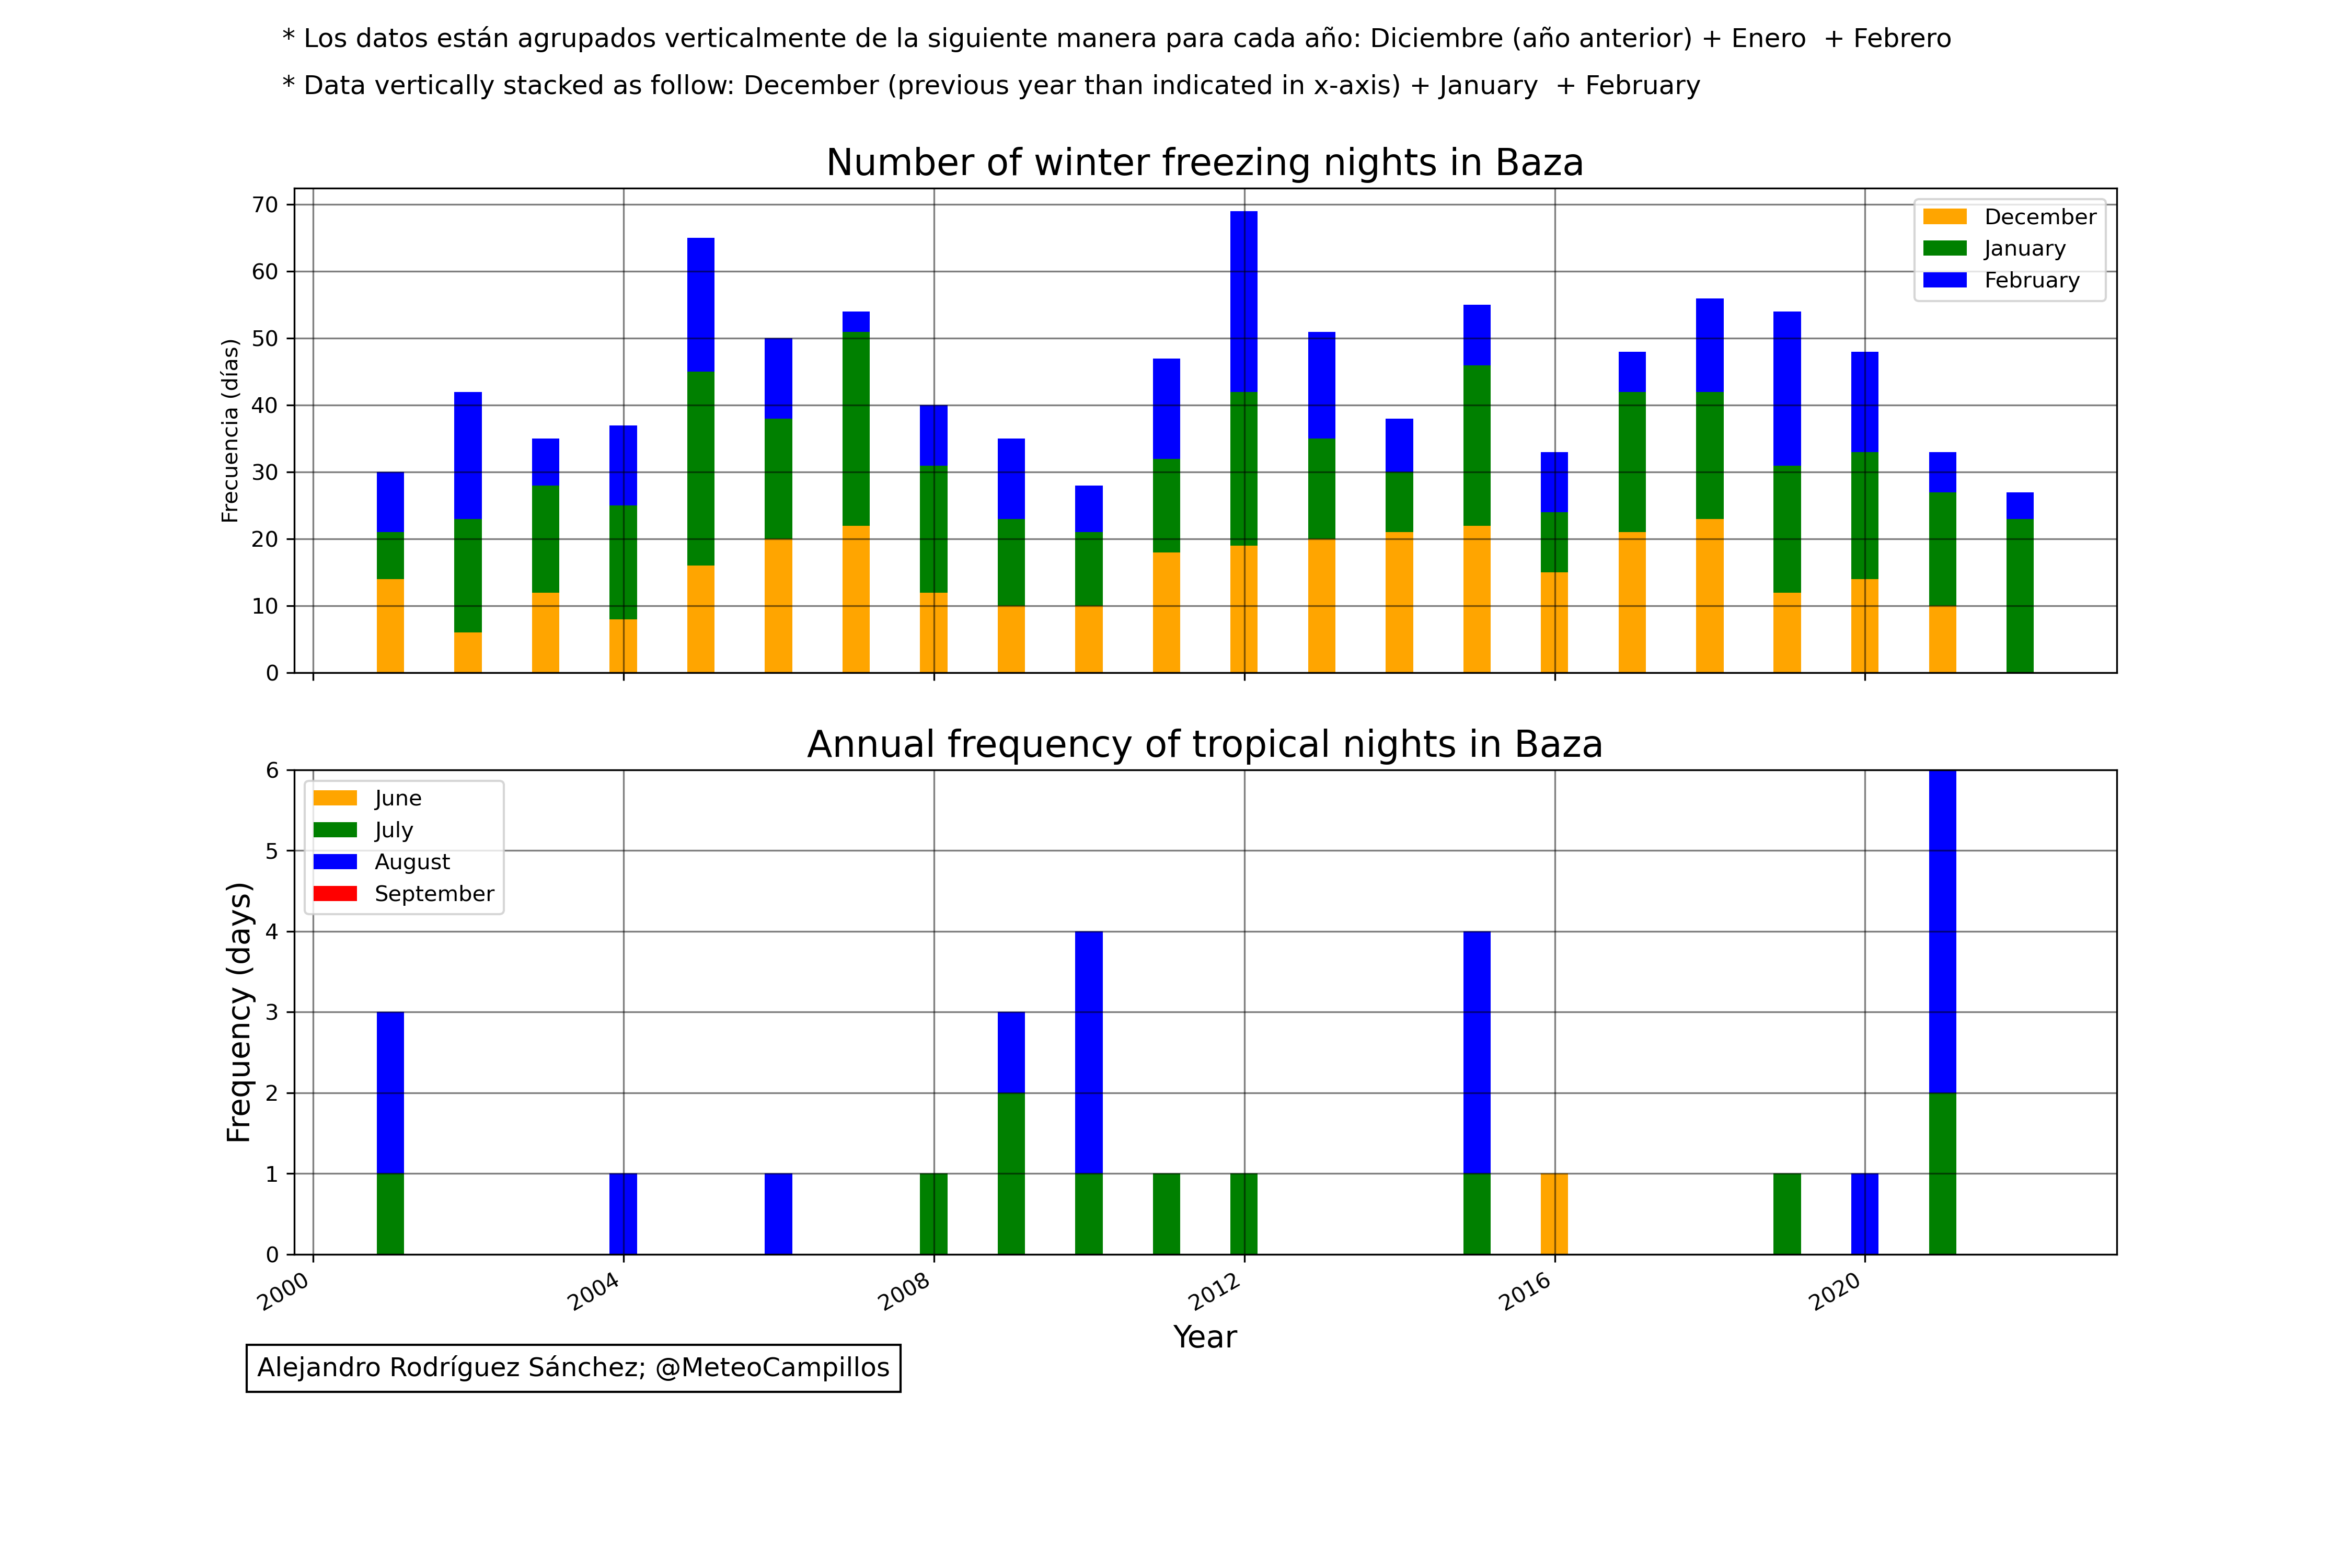 * Los datos están agrupados verticalmente de la siguiente manera para cada año: Diciembre (año anterior) + Enero  + Febrero
* Data vertically stacked as follow: December (previous year than indicated in x-axis) + January  + February
Number of winter freezing nights in Baza
Frecuencia (días)
70
60
50
40
30
20
10
0
December
January
February
Annual frequency of tropical nights in Baza
Frequency (days)
6
5
4
3
2
1
0
June
July
August
September
2000
2004
2008
2012
2016
2020
Year
Alejandro Rodríguez Sánchez; @MeteoCampillos